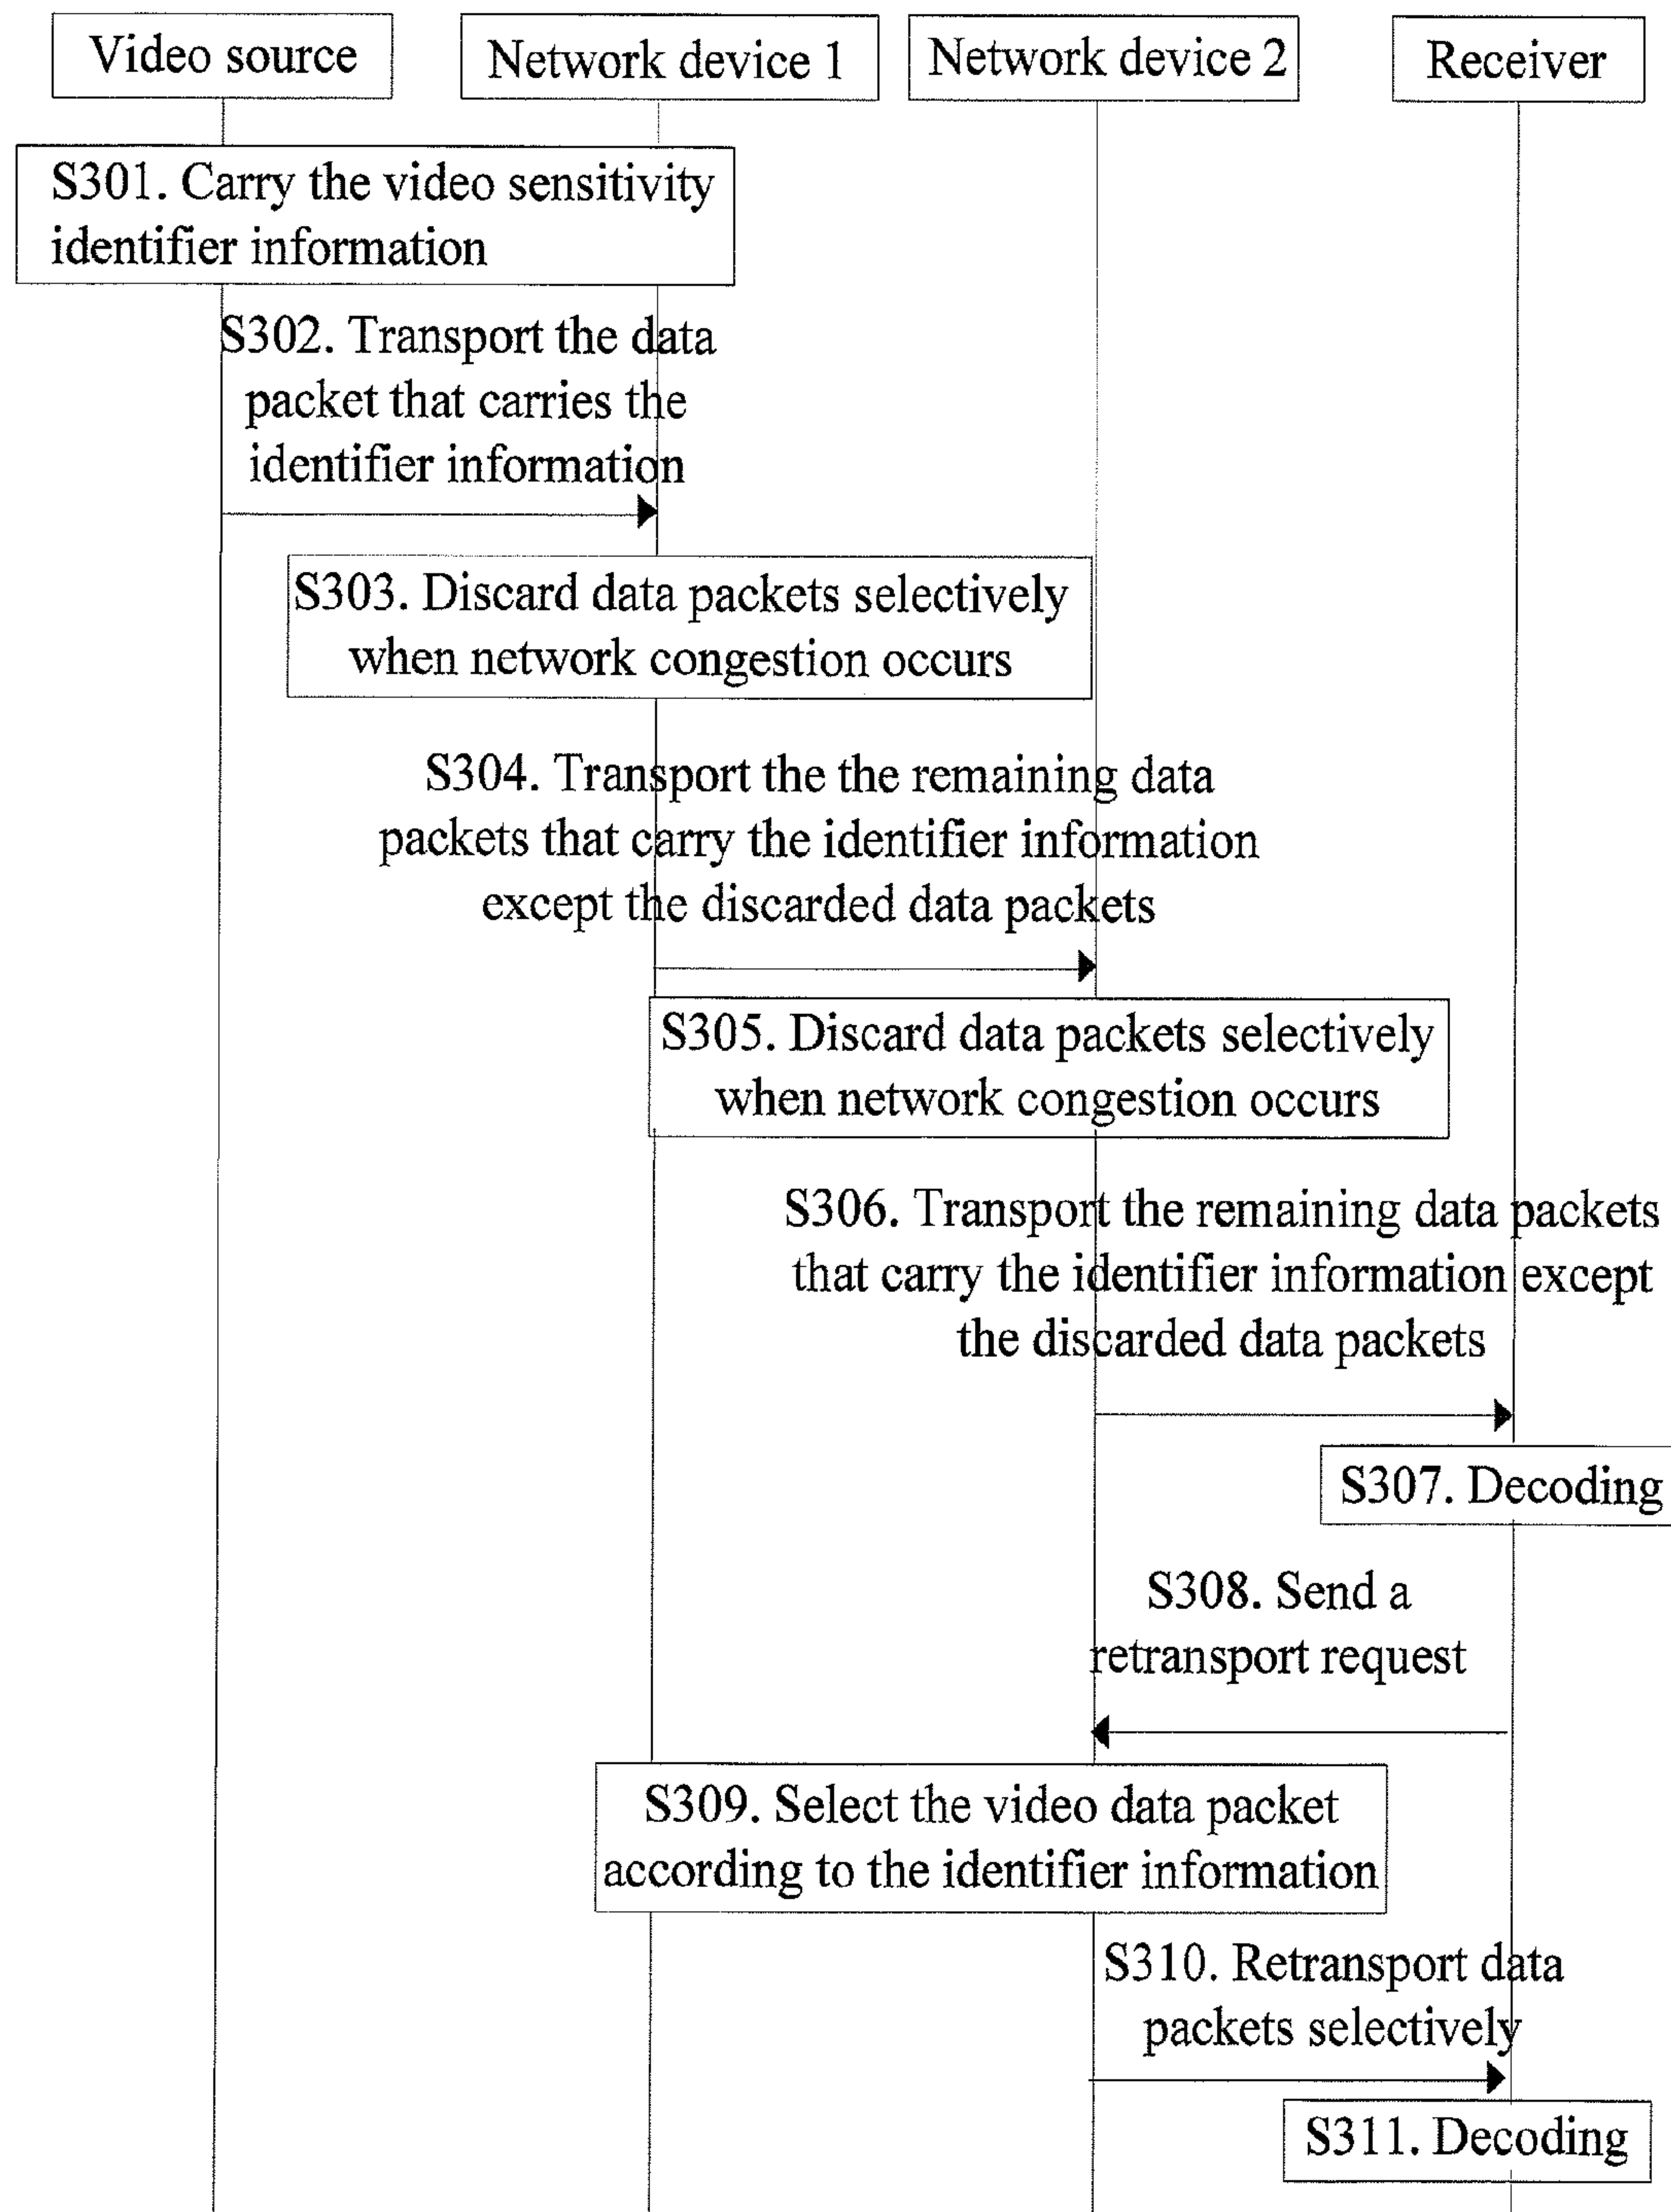 Video source
Network device 1
Network device 2
Receiver
S301. Carry the video sensitivity
identifier information
S302. Transport the data
packet that carries the
identifier information
S303. Discard data packets selectively
when network congestion occurs
S304. Transport the the remaining data
packets that carry the identifier information
except the discarded data packets
S305. Discard data packets selectively
when network congestion occurs
S306. Transport the remaining data packets
that carry the identifier information except
the discarded data packets
S307. Decoding
S308. Send a
retransport request
S309. Select the video data packet
according to the identifier information
S310. Retransport data
packets selectively
S311. Decoding